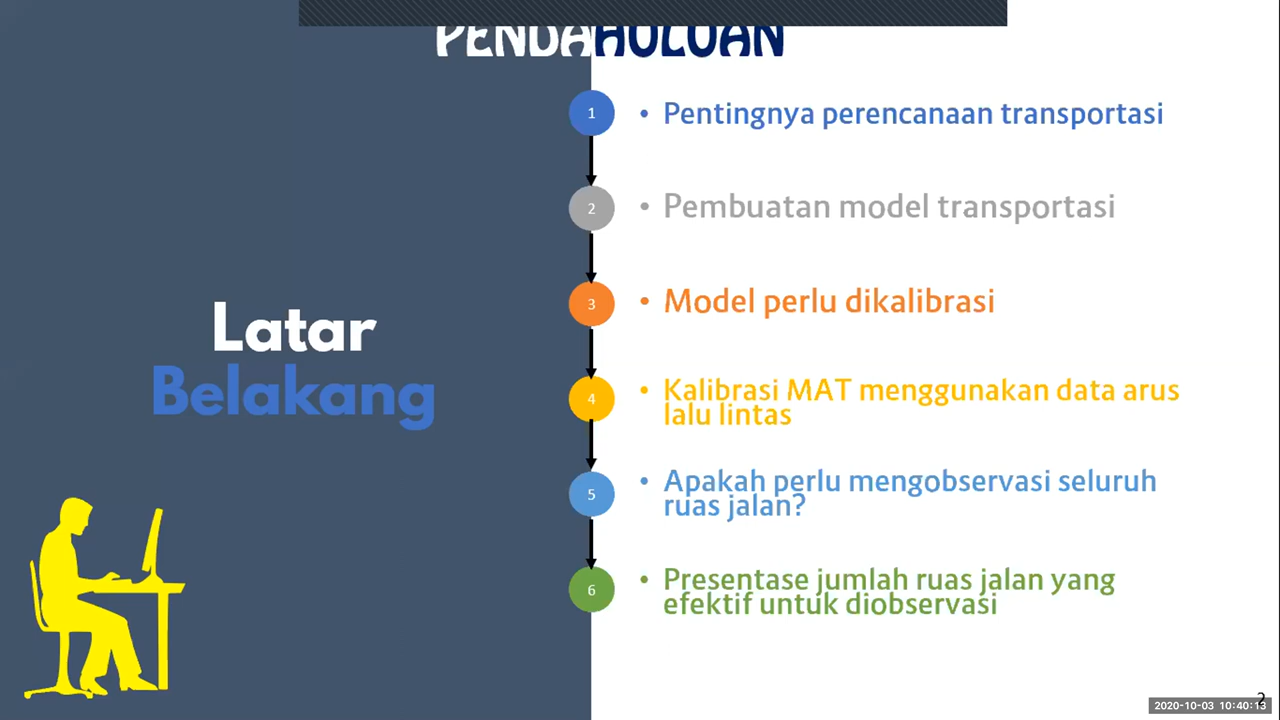 PENDAHULUAN
1
• Pentingnya perencanaan transportasi
2
• Pembuatan model transportasi
3
• Model perlu dikalibrasi
Latar
Belakang
4
• Kalibrasi MAT menggunakan data arus
lalu lintas
5
• Apakah perlu mengobservasi seluruh
ruas jalan?
6
• Presentase jumlah ruas jalan yang
efektif untuk diobservasi
2
2020-10-03 10:40:13